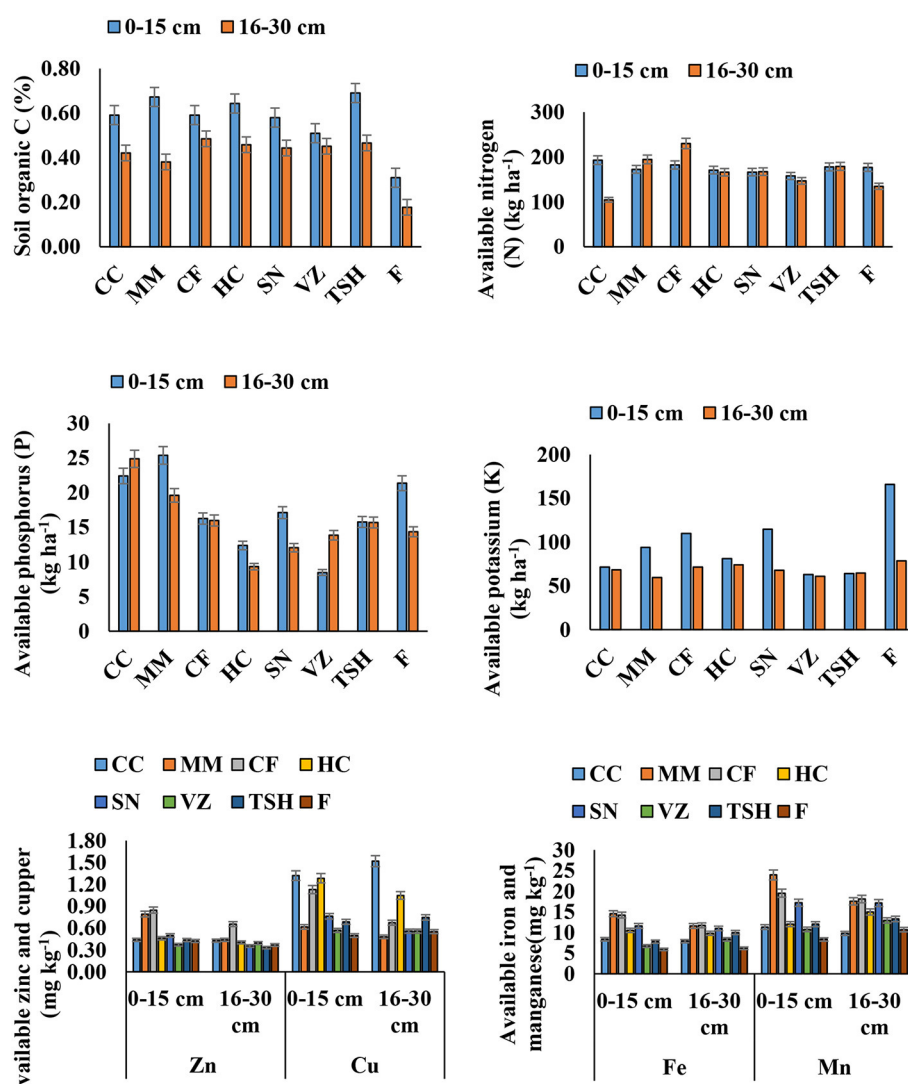 0-15 cm 16-30 cm
Soil organic C (%)
0.80
0.60
0.40
0.20
0.00
CC MM CF HC SN VZ TSH F
0-15 cm 16-30 cm
Available nitrogen
(N) (kg ha-1)
300
200
100
0
CC MM CF HC SN VZ TSH F
0-15 cm 16-30 cm
Available phosphorus (P)
(kg ha-1)
30
25
20
15
10
5
0
CC MM CF HC SN VZ TSH F
0-15 cm 16-30 cm
Available potassium (K)
(kg ha-1)
200
150
100
50
0
CC MM CF HC SN VZ TSH F
CC MM CF HC
SN VZ TSH F
vailable zinc and cupper
(mg kg-1)
1.80
1.50
1.20
0.90
0.60
0.30
0.00
0-15 cm 16-30 0-15 cm 16-30
cm cm
Zn Cu
CC MM CF HC
SN VZ TSH F
Available iron and
manganese(mg kg-1)
30
25
20
15
10
5
0
0-15 cm 16-30 0-15 cm 16-30
cm cm
Fe Mn